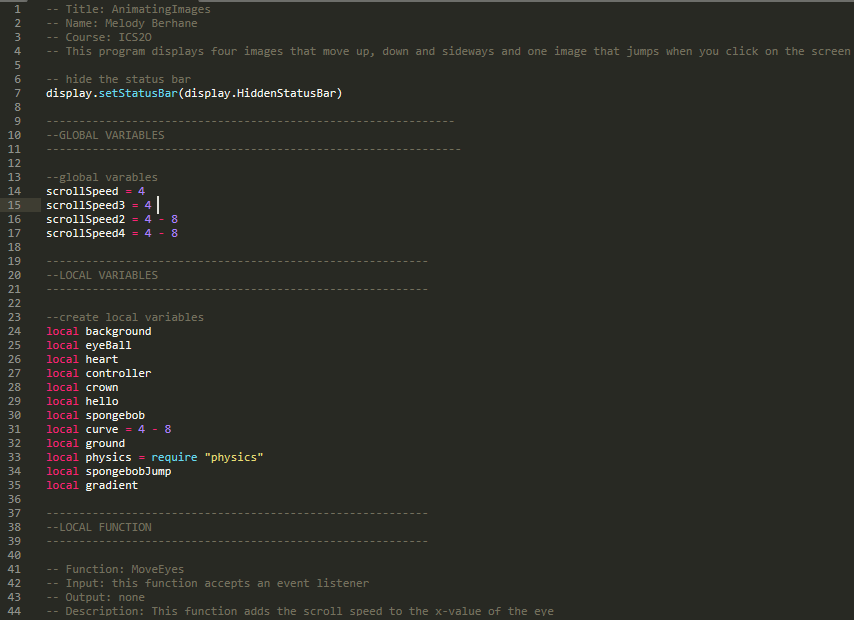 1 -- Title: AnimatingImages
2 -- Name: Melody Berhane
3 -- Course: ICS2O
4 -- This program displays four images that move up, down and sideways and one image that jumps when you click on the screen
5
6 -- hide the status bar
7 display.setStatusBar(display.HiddenStatusBar)
8
9 --------------------------------------------------------------
10 --GLOBAL VARIABLES
11 ---------------------------------------------------------------
12
13 --global varables
14 scrollSpeed = 4
15 scrollSpeed3 = 4
16 scrollSpeed2 = 4 - 8
17 scrollSpeed4 = 4 - 8
18
19 ----------------------------------------------------------
20 --LOCAL VARIABLES
21 ----------------------------------------------------------
22
23 --create local variables
24 local background
25 local eyeBall
26 local heart
27 local controller
28 local crown
29 local hello
30 local spongebob
31 local curve = 4 - 8
32 local ground
33 local physics = require "physics"
34 local spongebobJump
35 local gradient
36
37 ----------------------------------------------------------
38 --LOCAL FUNCTION
39 ----------------------------------------------------------
40
41 -- Function: MoveEyes
42 -- Input: this function accepts an event listener
43 -- Output: none
44 -- Description: This function adds the scroll speed to the x-value of the eye